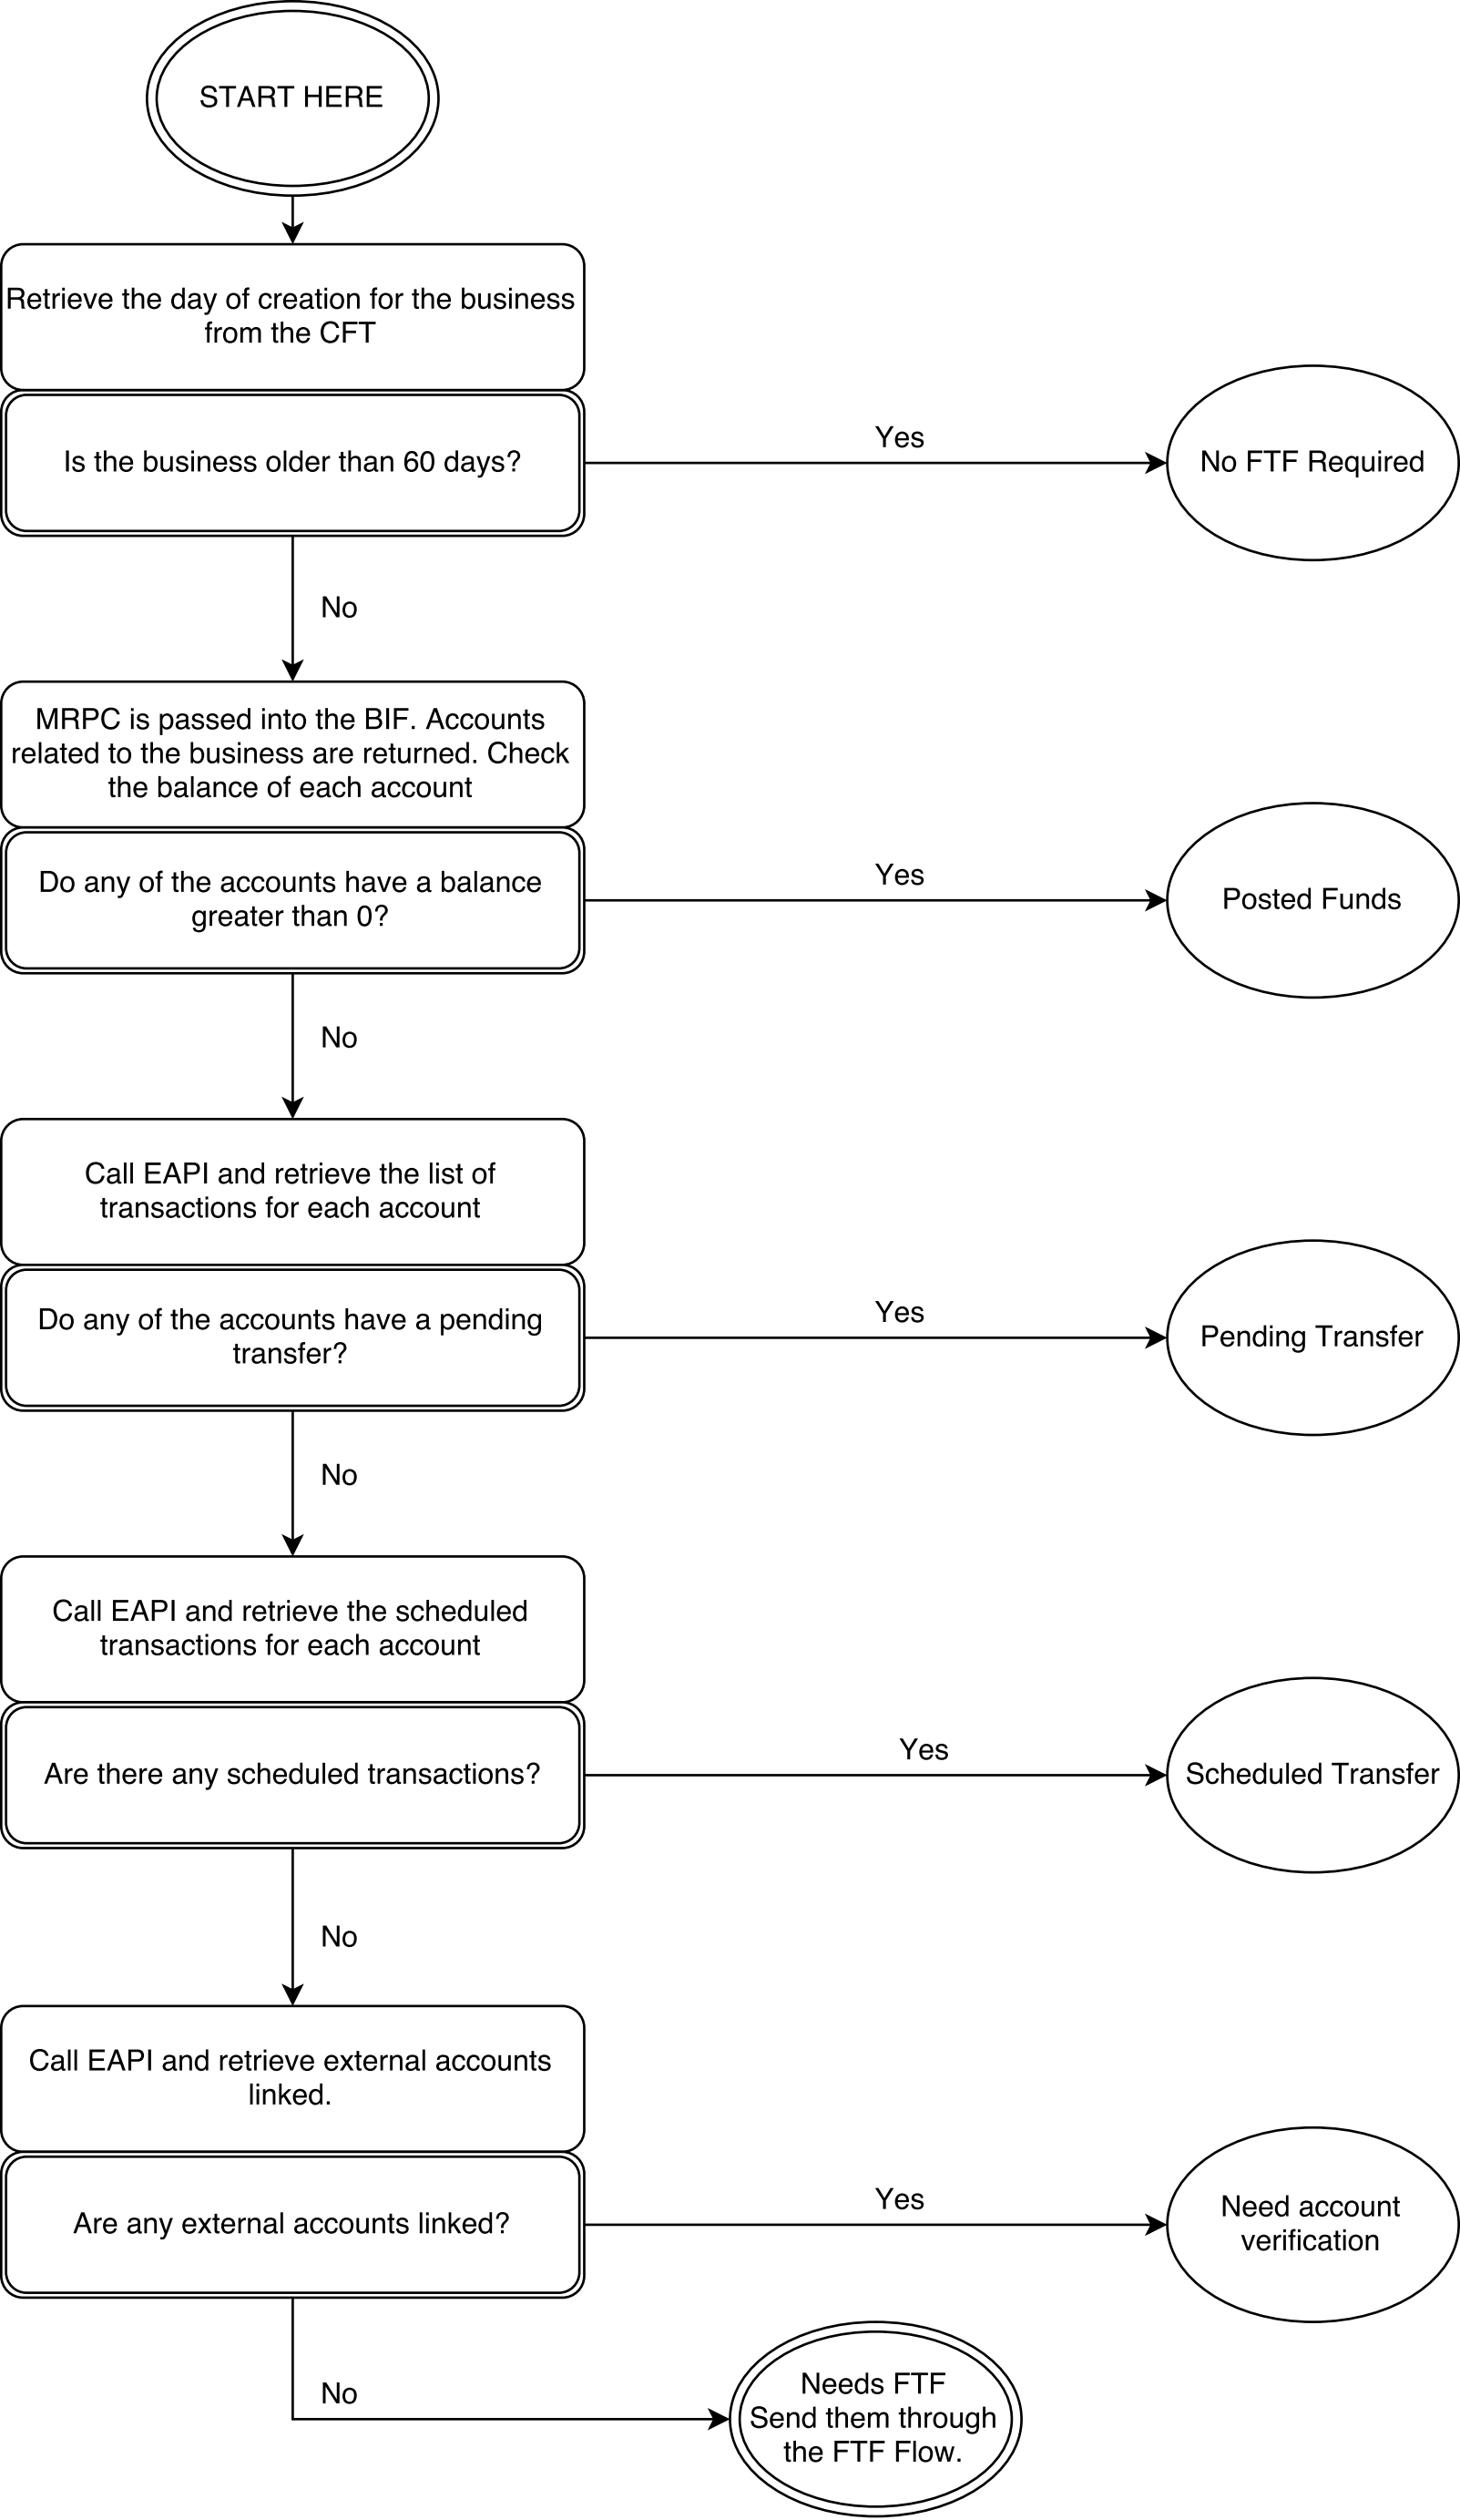 START HERE
Retrieve the day of creation for the business
from the CFT
Is the business older than 60 days?
Yes
No FTF Required
No
MRPC is passed into the BIF. Accounts
related to the business are returned. Check
the balance of each account
Do any of the accounts have a balance
greater than 0?
Yes
Posted Funds
No
Call EAPI and retrieve the list of
transactions for each account
Do any of the accounts have a pending
transfer?
Yes
Pending Transfer
No
Call EAPI and retrieve the scheduled
transactions for each account
Are there any scheduled transactions?
Yes
Scheduled Transfer
No
Call EAPI and retrieve external accounts
linked.
Are any external accounts linked?
Yes
Need account
verification
No
Needs FTF
Send them through
the FTF Flow.